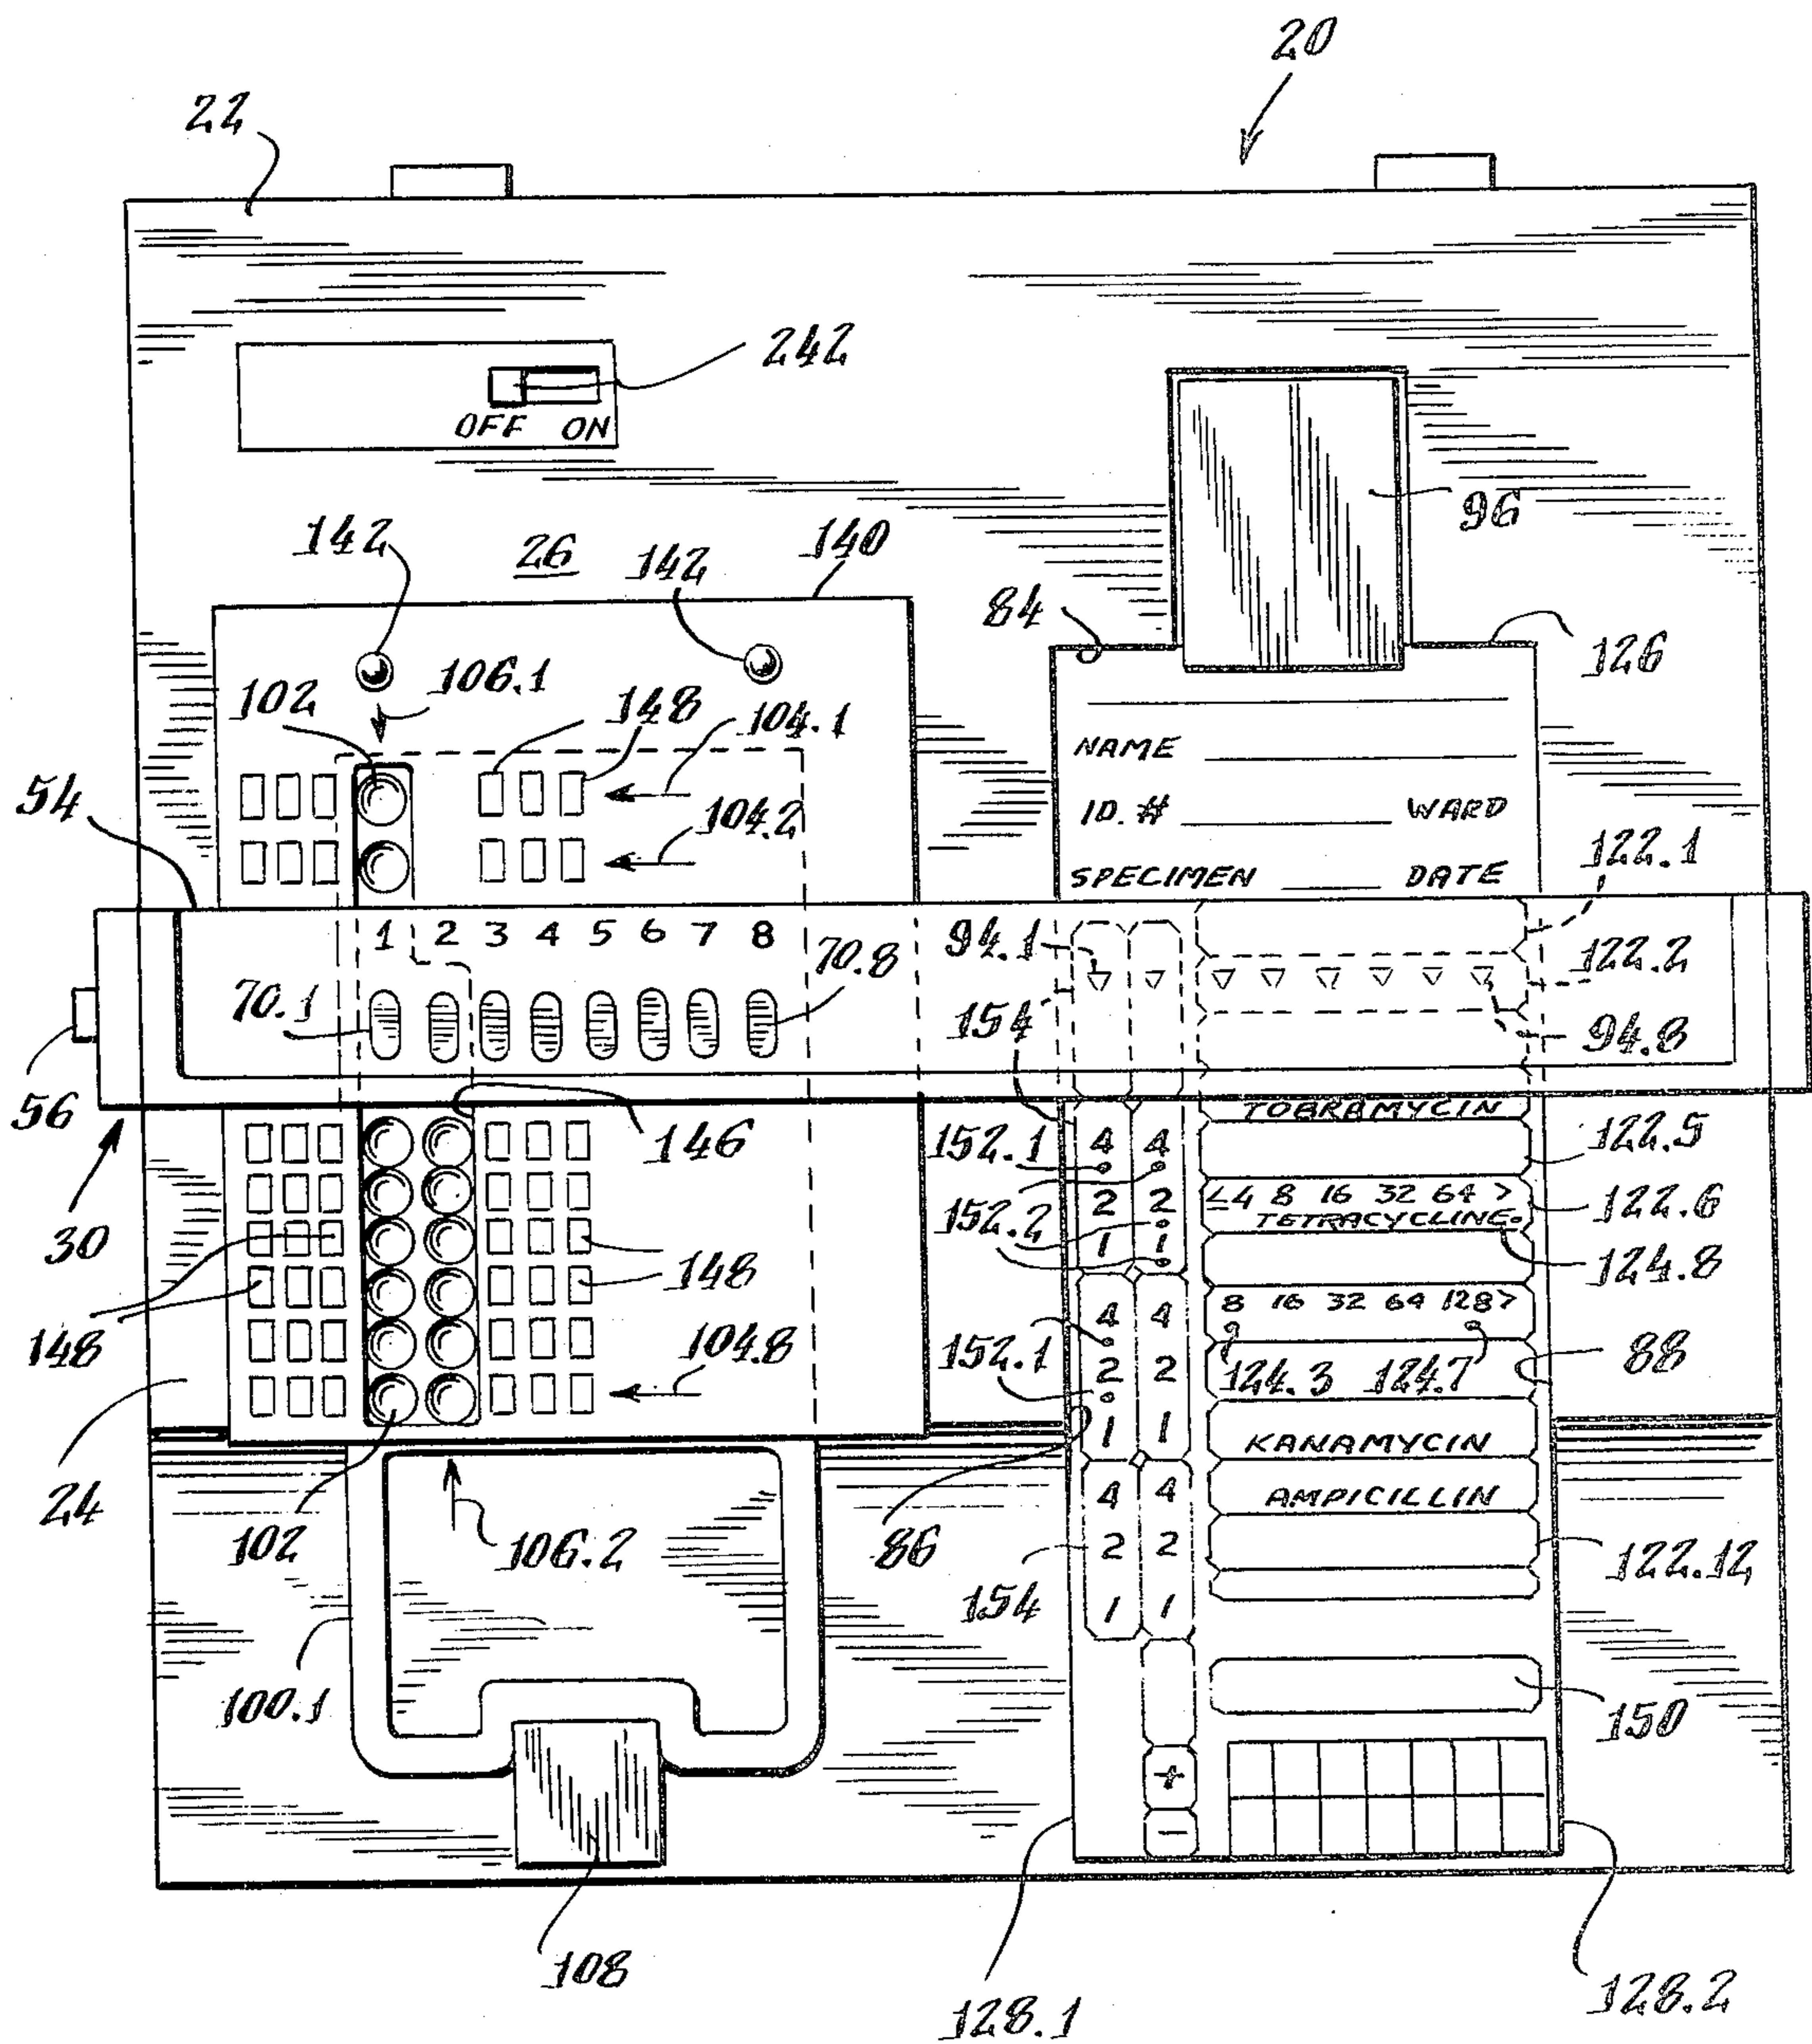 20
22
242
OFF ON
96
142 26 142 140
84
126
102 106.1 148 104.1
NAME
54 104.2 ID. # WARD
122.1
SPECIMEN DATE
1 2 3 4 5 6 7 8 70.8 94.1 122.2
70.1 154
94.8
56
TOBRAMYCIN
146 152.1 4 4 122.5
30 152.2 2 2 ≤4 8 16 32 64 > 122.6
TETRACYCLINE
1 1
148 124.8
4 4 8 16 32 64 128>
148 104.8 152.1 2 2 124.3 124.7 88
1 1 KANAMYCIN
24 4 4 AMPICILLIN
102 106.2 86 2 2 122.12
154 1 1
100.1 150
+
-
108
128.1 128.2